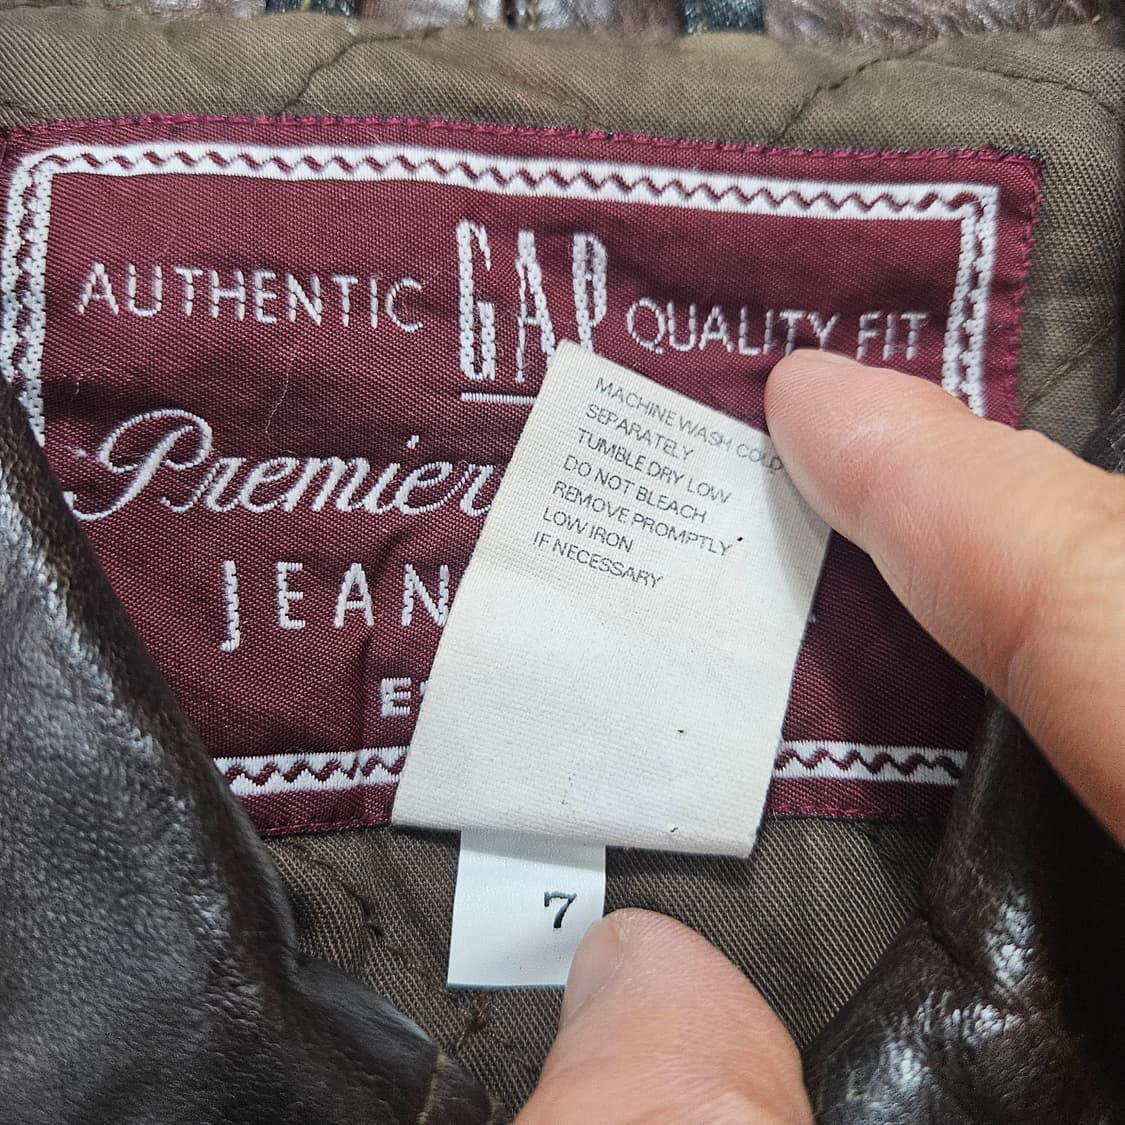 AUTHENTIC GAP QUALITY FIT
Premier
JEAN
MACHINE WASH COLD
SEPARATELY
TUMBLE DRY LOW
DO NOT BLEACH
REMOVE PROMPTLY
LOW IRON
IF NECESSARY
7